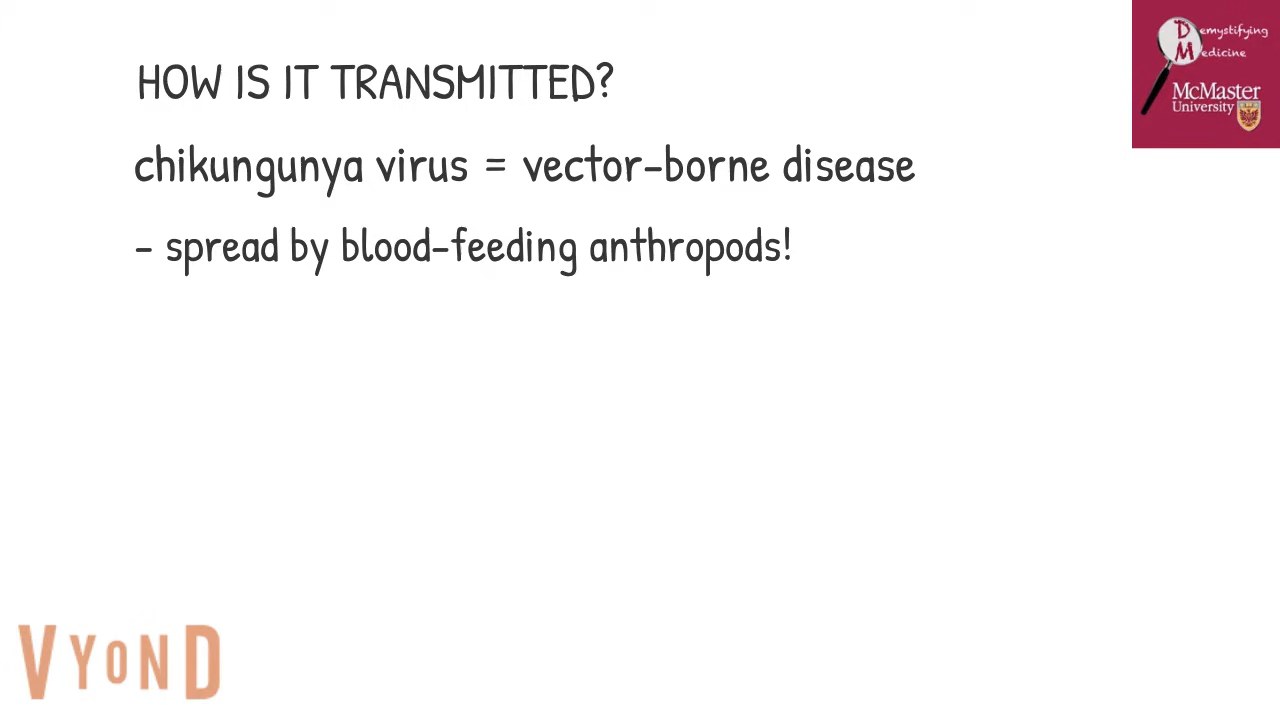 Demystifying
Medicine
McMaster
University
HOW IS IT TRANSMITTED?
chikungunya virus = vector-borne disease
- spread by blood-feeding anthropods!
VYOND